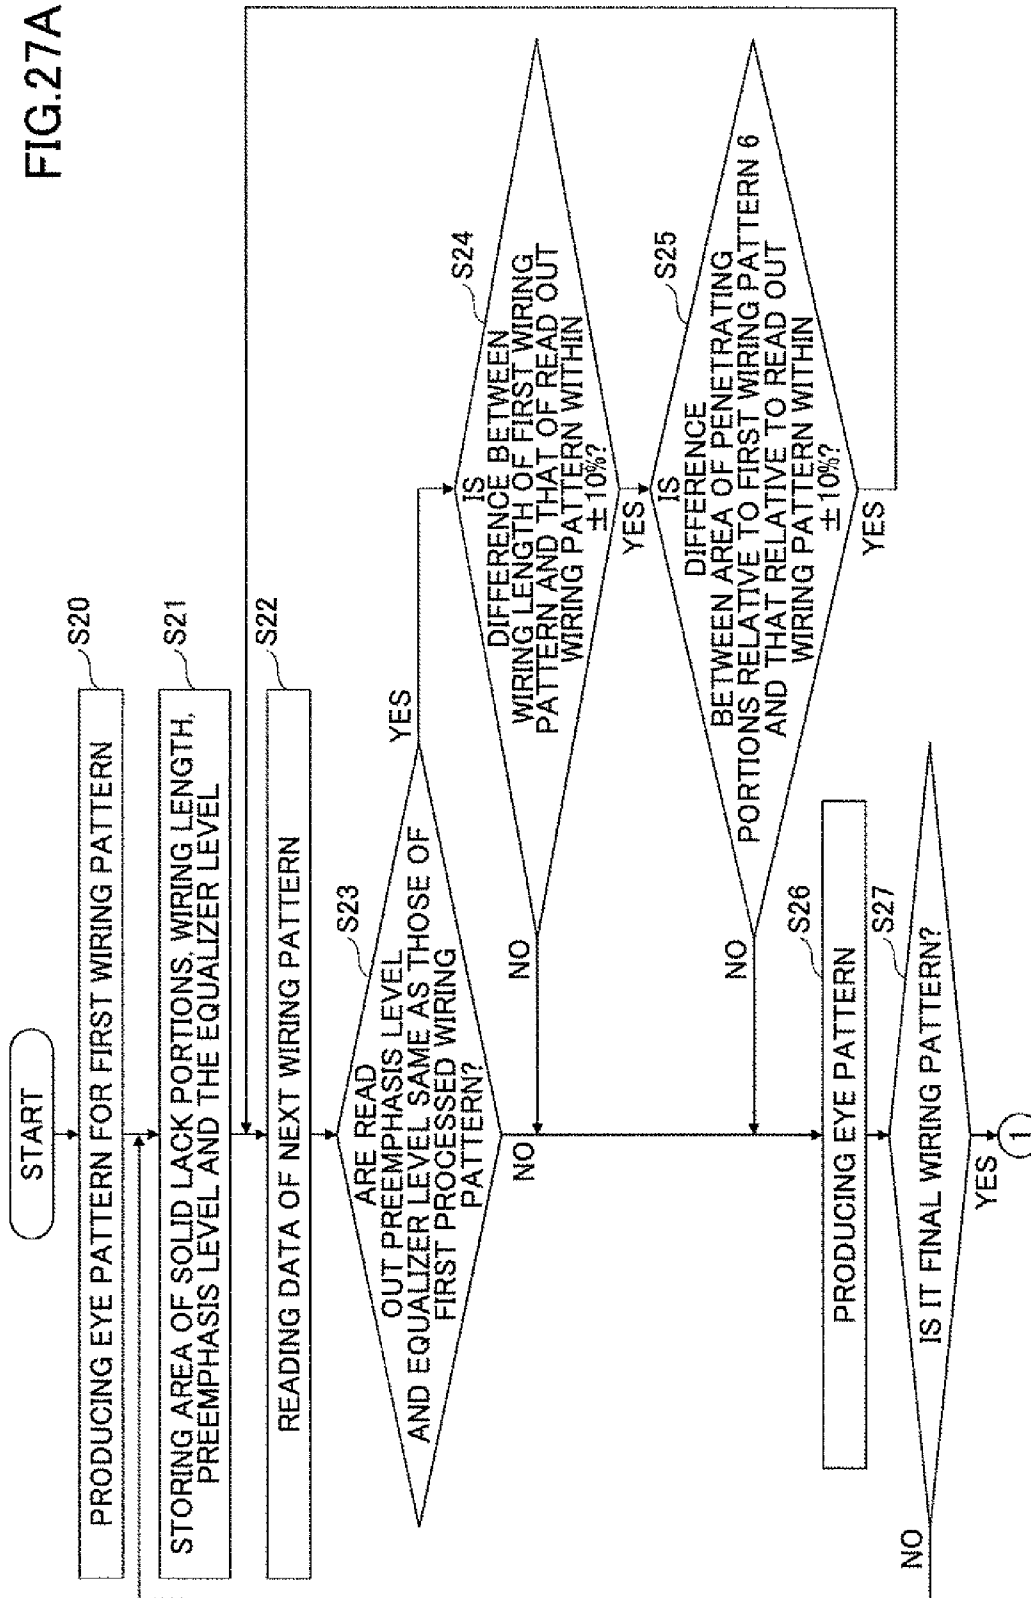 FIG.27A
START
S20
PRODUCING EYE PATTERN FOR FIRST WIRING PATTERN
S21
STORING AREA OF SOLID LACK PORTIONS, WIRING LENGTH,
PREEMPHASIS LEVEL AND THE EQUALIZER LEVEL
S22
READING DATA OF NEXT WIRING PATTERN
S23
ARE READ
OUT PREEMPHASIS LEVEL
AND EQUALIZER LEVEL SAME AS THOSE OF
FIRST PROCESSED WIRING
PATTERN?
YES
NO
S24
IS
DIFFERENCE BETWEEN
WIRING LENGTH OF FIRST WIRING
PATTERN AND THAT OF READ OUT
WIRING PATTERN WITHIN
±10%?
NO
YES
S25
IS
DIFFERENCE
BETWEEN AREA OF PENETRATING
PORTIONS RELATIVE TO FIRST WIRING PATTERN 6
AND THAT RELATIVE TO READ OUT
WIRING PATTERN WITHIN
±10%?
NO
YES
S26
PRODUCING EYE PATTERN
S27
IS IT FINAL WIRING PATTERN?
NO
YES
1